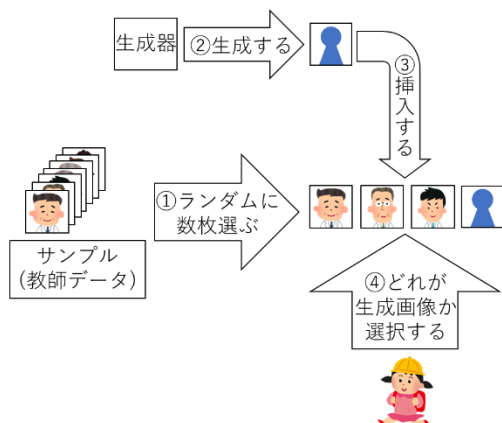 生成器
②生成する
③挿入する
①ランダムに
数枚選ぶ
サンプル
(教師データ)
④どれが
生成画像か
選択する